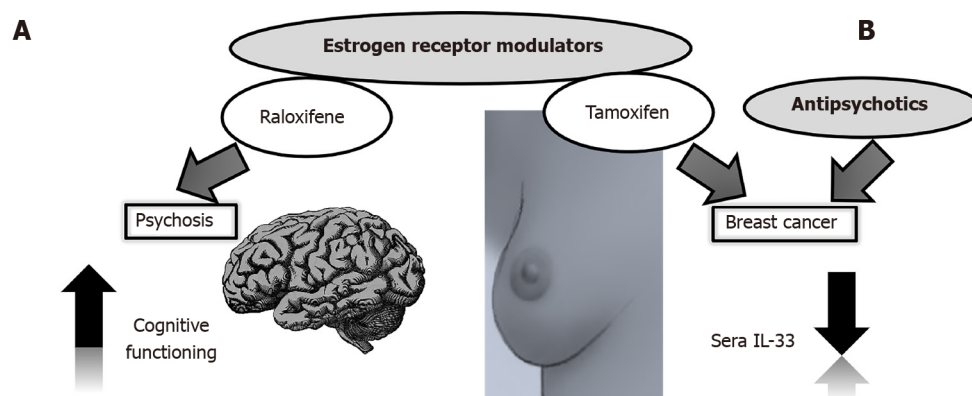 A
B
Estrogen receptor modulators
Raloxifene
Tamoxifen
Antipsychotics
Psychosis
Breast cancer
Cognitive
functioning
Sera IL-33